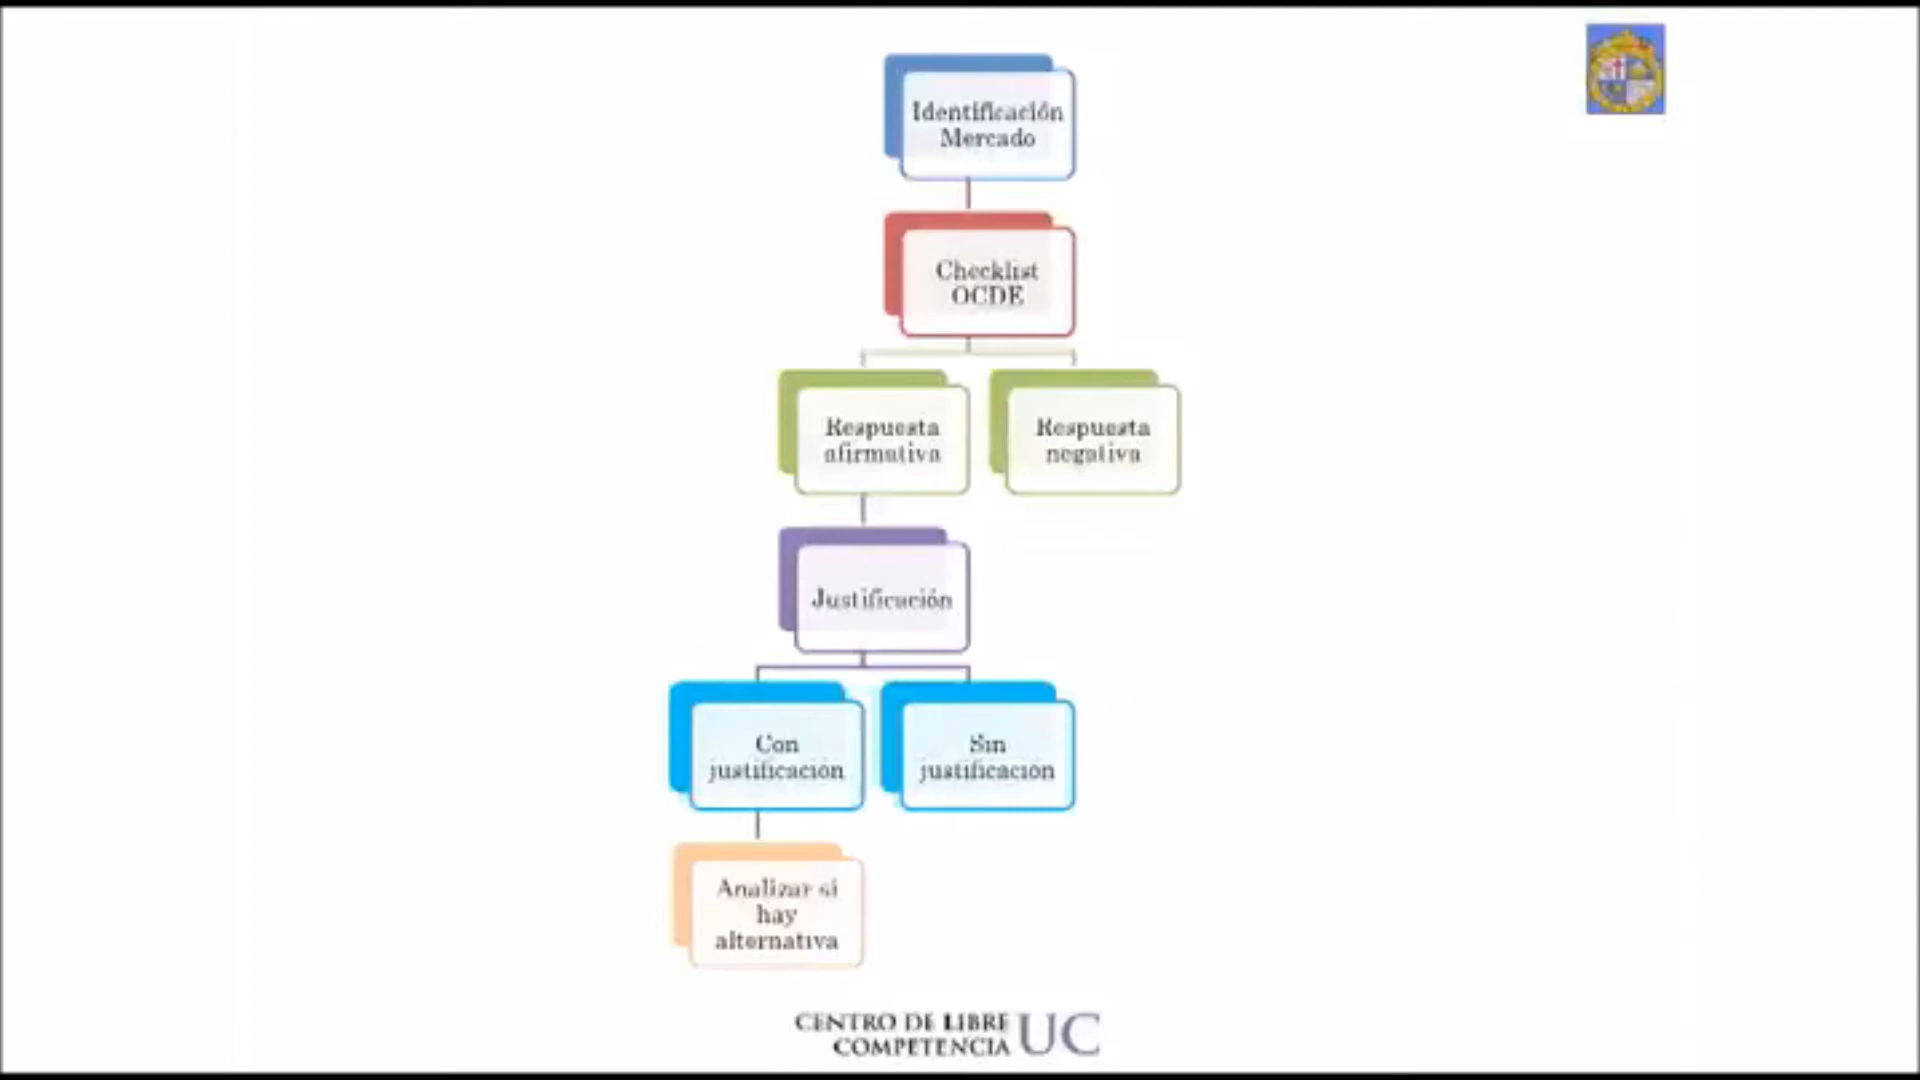 Identificación
Mercado
Checklist
OCDE
Respuesta
afirmativa
Respuesta
negativa
Justificación
Con
justificación
Sin
justificación
Analizar si
hay
alternativa
CENTRO DE LIBRE
COMPETENCIA UC